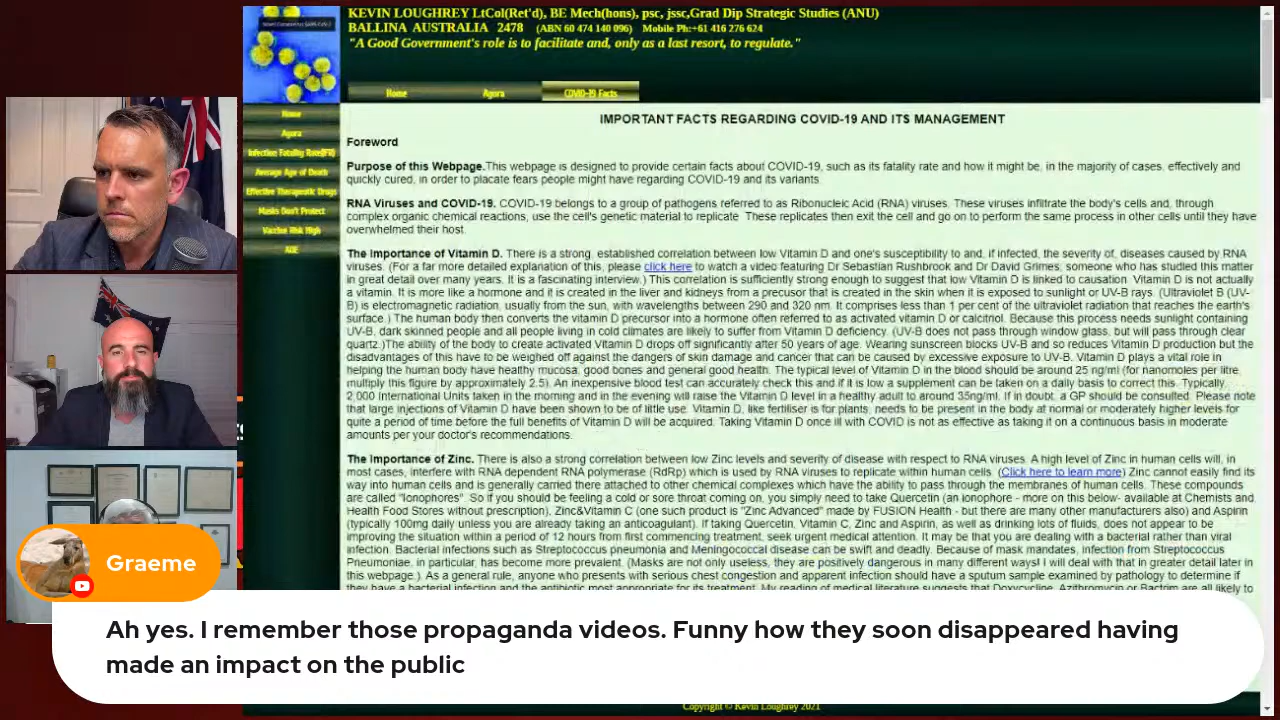 KEVIN LOUGHREY LtCol(Ret'd), BE Mech(hons), psc, jssc,Grad Dip Strategic Studies (ANU)
BALLINA AUSTRALIA 2478 (ABN 60 474 140 096) Mobile Ph:+61 416 276 624
"A Good Government's role is to facilitate and, only as a last resort, to regulate."
Home Agora COVID-19 Facts
Home
Agora
Infective Fatality Rate(IFR)
Average Age of Death
Effective Therapeutic Drugs
Masks Don't Protect
Vaccine Risk High
ADE
IMPORTANT FACTS REGARDING COVID-19 AND ITS MANAGEMENT
Foreword
Purpose of this Webpage.This webpage is designed to provide certain facts about COVID-19, such as its fatality rate and how it might be, in the majority of cases, effectively and
quickly cured, in order to placate fears people might have regarding COVID-19 and its variants.
RNA Viruses and COVID-19. COVID-19 belongs to a group of pathogens referred to as Ribonucleic Acid (RNA) viruses. These viruses infiltrate the body's cells and, through
complex organic chemical reactions, use the cell's genetic material to replicate. These replicates then exit the cell and go on to perform the same process in other cells until they have
overwhelmed their host.
The Importance of Vitamin D. There is a strong, established correlation between low Vitamin D and one's susceptibility to and, if infected, the severity of, diseases caused by RNA
viruses. (For a far more detailed explanation of this, please click here to watch a video featuring Dr Sebastian Rushbrook and Dr David Grimes; someone who has studied this matter
in great detail over many years. It is a fascinating interview.) This correlation is sufficiently strong enough to suggest that low Vitamin D is linked to causation. Vitamin D is not actually
a vitamin. It is more like a hormone and it is created in the liver and kidneys from a precusor that is created in the skin when it is exposed to sunlight or UV-B rays. (Ultraviolet B (UV-
B) is electromagnetic radiation, usually from the sun, with wavelengths between 290 and 320 nm. It comprises less than 1 per cent of the ultraviolet radiation that reaches the earth's
surface.) The human body then converts the vitamin D precursor into a hormone often referred to as activated vitamin D or calcitriol. Because this process needs sunlight containing
UV-B, dark skinned people and all people living in cold climates are likely to suffer from Vitamin D deficiency. (UV-B does not pass through window glass, but will pass through clear
quartz.)The ability of the body to create activated Vitamin D drops off significantly after 50 years of age. Wearing sunscreen blocks UV-B and so reduces Vitamin D production but the
disadvantages of this have to be weighed off against the dangers of skin damage and cancer that can be caused by excessive exposure to UV-B. Vitamin D plays a vital role in
helping the human body have healthy mucosa, good bones and general good health. The typical level of Vitamin D in the blood should be around 25 ng/ml (for nanomoles per litre,
multiply this figure by approximately 2.5). An inexpensive blood test can accurately check this and if it is low a supplement can be taken on a daily basis to correct this. Typically,
2,000 International Units taken in the morning and in the evening will raise the Vitamin D level in a healthy adult to around 35ng/ml. If in doubt, a GP should be consulted. Please note
that large injections of Vitamin D have been shown to be of little use. Vitamin D, like fertiliser is for plants, needs to be present in the body at normal or moderately higher levels for
quite a period of time before the full benefits of Vitamin D will be acquired. Taking Vitamin D once ill with COVID is not as effective as taking it on a continuous basis in moderate
amounts per your doctor's recommendations.
The Importance of Zinc. There is also a strong correlation between low Zinc levels and severity of disease with respect to RNA viruses. A high level of Zinc in human cells will, in
most cases, interfere with RNA dependent RNA polymerase (RdRp) which is used by RNA viruses to replicate within human cells. (Click here to learn more) Zinc cannot easily find its
way into human cells and is generally carried there attached to other chemical complexes which have the ability to pass through the membranes of human cells. These compounds
are called "Ionophores". So if you should be feeling a cold or sore throat coming on, you simply need to take Quercetin (an ionophore - more on this below- available at Chemists and
Health Food Stores without prescription), Zinc&Vitamin C (one such product is "Zinc Advanced" made by FUSION Health - but there are many other manufacturers also) and Aspirin
(typically 100mg daily unless you are already taking an anticoagulant). If taking Quercetin, Vitamin C, Zinc and Aspirin, as well as drinking lots of fluids, does not appear to be
improving the situation within a period of 12 hours from first commencing treatment, seek urgent medical attention. It may be that you are dealing with a bacterial rather than viral
infection. Bacterial infections such as Streptococcus pneumonia and Meningococcal disease can be swift and deadly. Because of mask mandates, infection from Streptococcus
Pneumoniae, in particular, has become more prevalent. (Masks are not only useless, they are positively dangerous in many different ways! I will deal with that in greater detail later in
this webpage.). As a general rule, anyone who presents with serious chest congestion and apparent infection should have a sputum sample examined by pathology to determine if
they have a bacterial infection and the antibiotic most appropriate for its treatment. My reading of medical literature suggests that Doxycycline, Azithromycin or Bactrim are all likely to
Graeme
Ah yes. I remember those propaganda videos. Funny how they soon disappeared having
made an impact on the public
Copyright © Kevin Loughrey 2021